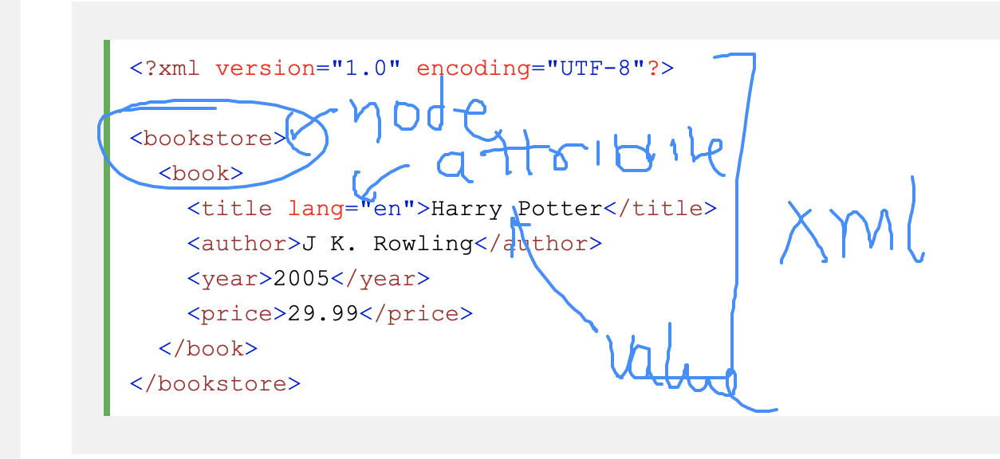 <?xml version="1.0" encoding="UTF-8"?>
node
<bookstore>
attribute
<book>
<title lang="en">Harry Potter</title>
xml
<author>J K. Rowling</author>
<year>2005</year>
<price>29.99</price>
value
</book>
</bookstore>